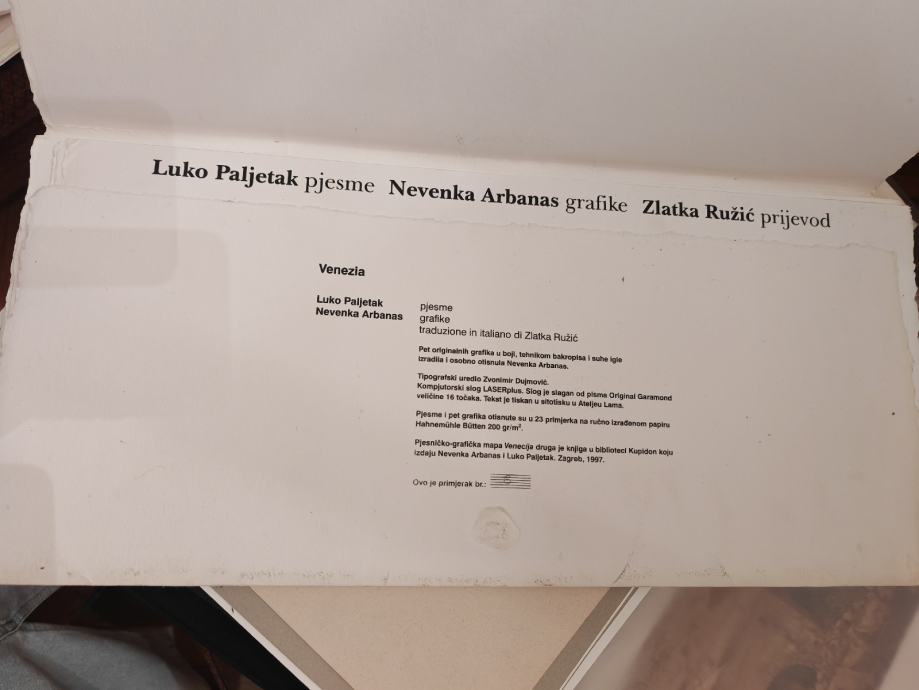 Luko Paljetak pjesme Nevenka Arbanas grafike Zlatka Ružić prijevod
Venezia
Luko Paljetak pjesme
Nevenka Arbanas grafike
traduzione in italiano di Zlatka Ružić
Pet originalnih grafika u boji, tehnikom bakropisa i suhe igle
izradila i osobno otisnula Nevenka Arbanas.
Tipografski uredio Zvonimir Dujmović.
Kompjutorski slog LASERplus. Slog je slagan od pisma Original Garamond
veličine 16 točaka. Tekst je tiskan u sitotisku u Ateljeu Lama.
Pjesme i pet grafika otisnute su u 23 primjerka na ručno izrađenom papiru
Hahnemühle Bütten 200 gr/m².
Pjesničko-grafička mapa Venecija druga je knjiga u biblioteci Kupidon koju
izdaju Nevenka Arbanas i Luko Paljetak. Zagreb, 1997.
Ovo je primjerak br.: